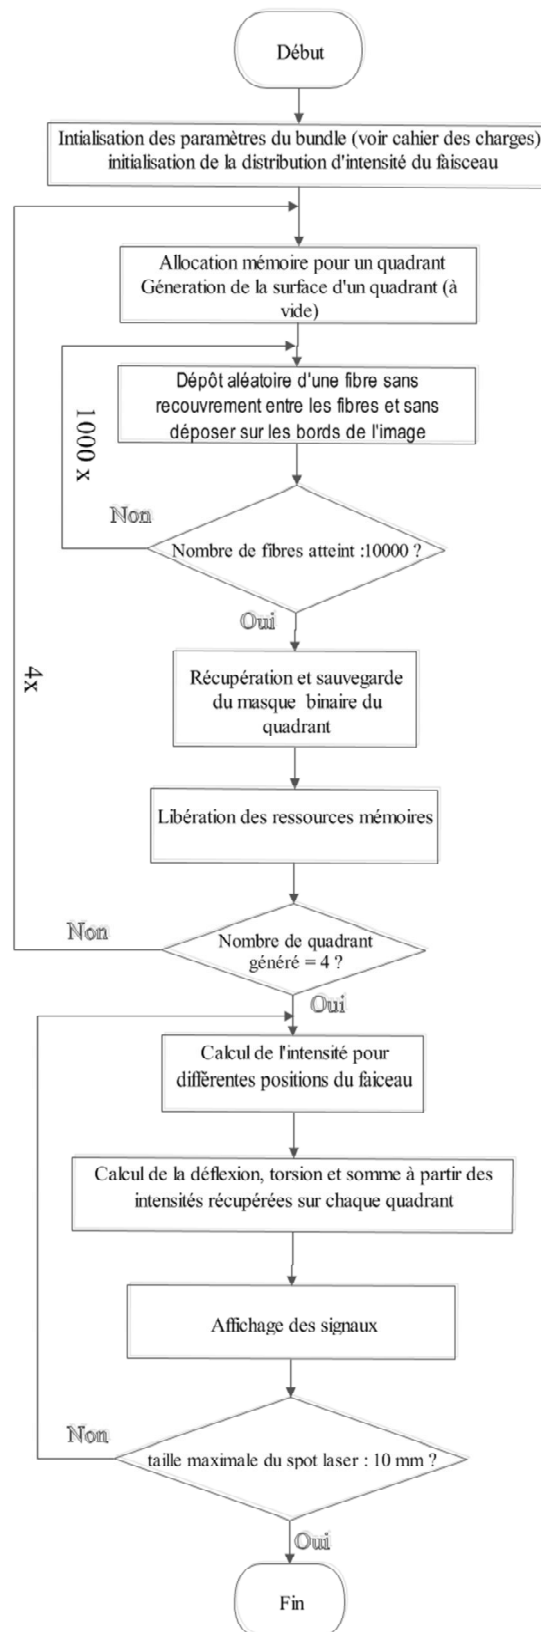 Début
Intialisation des paramètres du bundle (voir cahier des charges)
initialisation de la distribution d'intensité du faisceau
Allocation mémoire pour un quadrant
Géneration de la surface d'un quadrant (à
vide)
Dépôt aléatoire d'une fibre sans
recouvrement entre les fibres et sans
déposer sur les bords de l'image
1000 x
Non
Nombre de fibres atteint :10000 ?
Oui
4x
Récupération et sauvegarde
du masque binaire du
quadrant
Libération des ressources mémoires
Non
Nombre de quadrant
généré = 4 ?
Oui
Calcul de l'intensité pour
différentes positions du faiceau
Calcul de la déflexion, torsion et somme à partir des
intensités récupérées sur chaque quadrant
Affichage des signaux
Non
taille maximale du spot laser : 10 mm ?
Oui
Fin